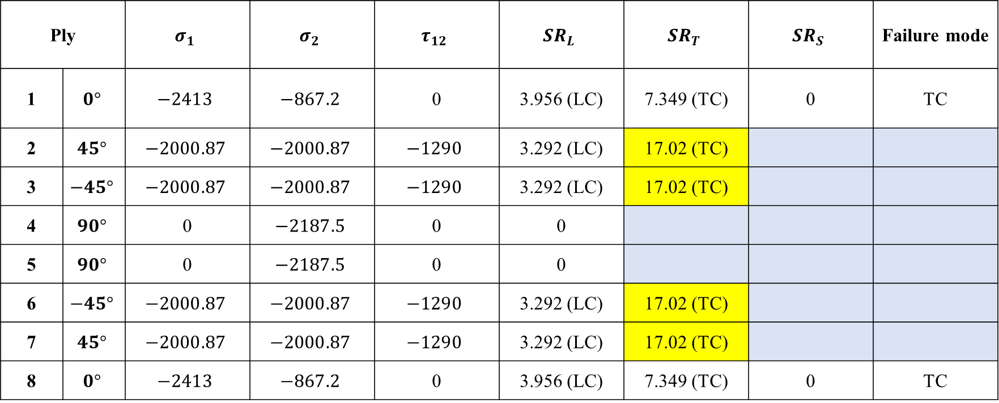 Ply σ₁ σ₂ τ₁₂ SR_L SR_T SR_S Failure mode
1 0° −2413 −867.2 0 3.956 (LC) 7.349 (TC) 0 TC
2 45° −2000.87 −2000.87 −1290 3.292 (LC) 17.02 (TC)
3 −45° −2000.87 −2000.87 −1290 3.292 (LC) 17.02 (TC)
4 90° 0 −2187.5 0 0
5 90° 0 −2187.5 0 0
6 −45° −2000.87 −2000.87 −1290 3.292 (LC) 17.02 (TC)
7 45° −2000.87 −2000.87 −1290 3.292 (LC) 17.02 (TC)
8 0° −2413 −867.2 0 3.956 (LC) 7.349 (TC) 0 TC